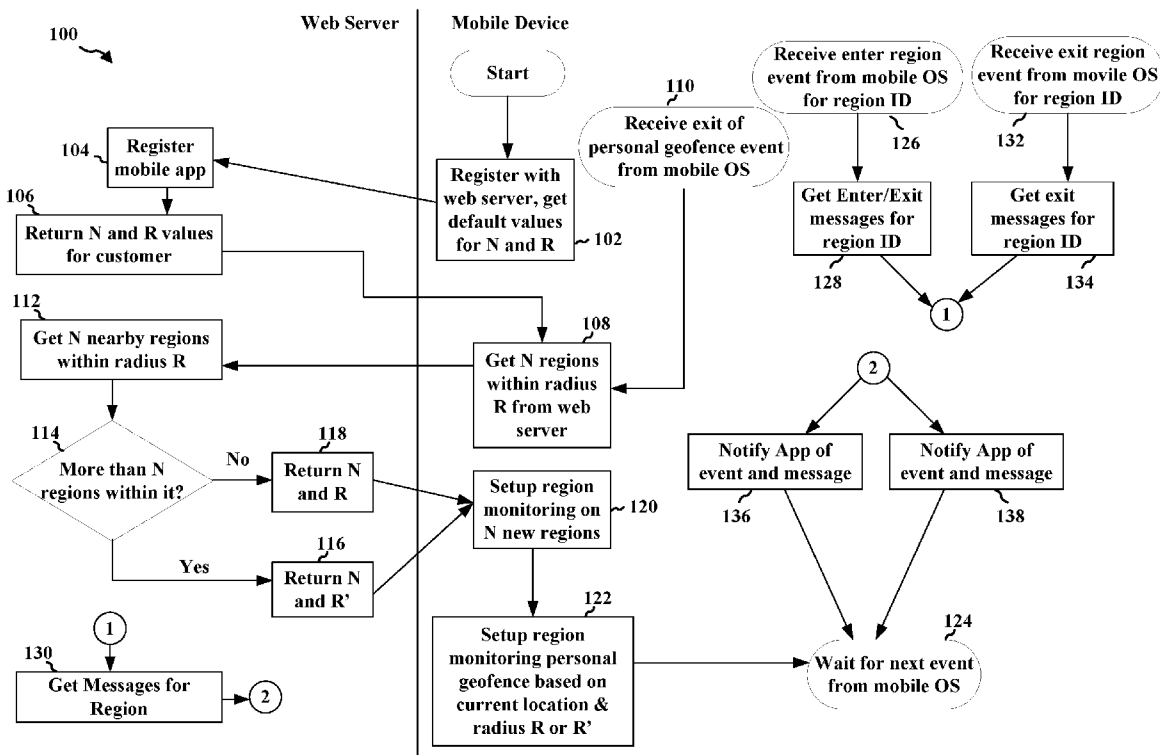 100
Web Server
Mobile Device
Start
Receive enter region
event from mobile OS
for region ID
126
Receive exit region
event from movile OS
for region ID
132
110
Receive exit of
personal geofence event
from mobile OS
104
Register
mobile app
Register with
web server, get
default values
for N and R
102
106
Return N and R values
for customer
Get Enter/Exit
messages for
region ID
128
Get exit
messages for
region ID
134
1
112
Get N nearby regions
within radius R
108
Get N regions
within radius
R from web
server
2
114
More than N
regions within it?
No
118
Return N
and R
Yes
116
Return N
and R’
Setup region
monitoring on
N new regions
120
Notify App of
event and message
136
Notify App of
event and message
138
122
Setup region
monitoring personal
geofence based on
current location &
radius R or R’
124
Wait for next event
from mobile OS
1
130
Get Messages for
Region
2